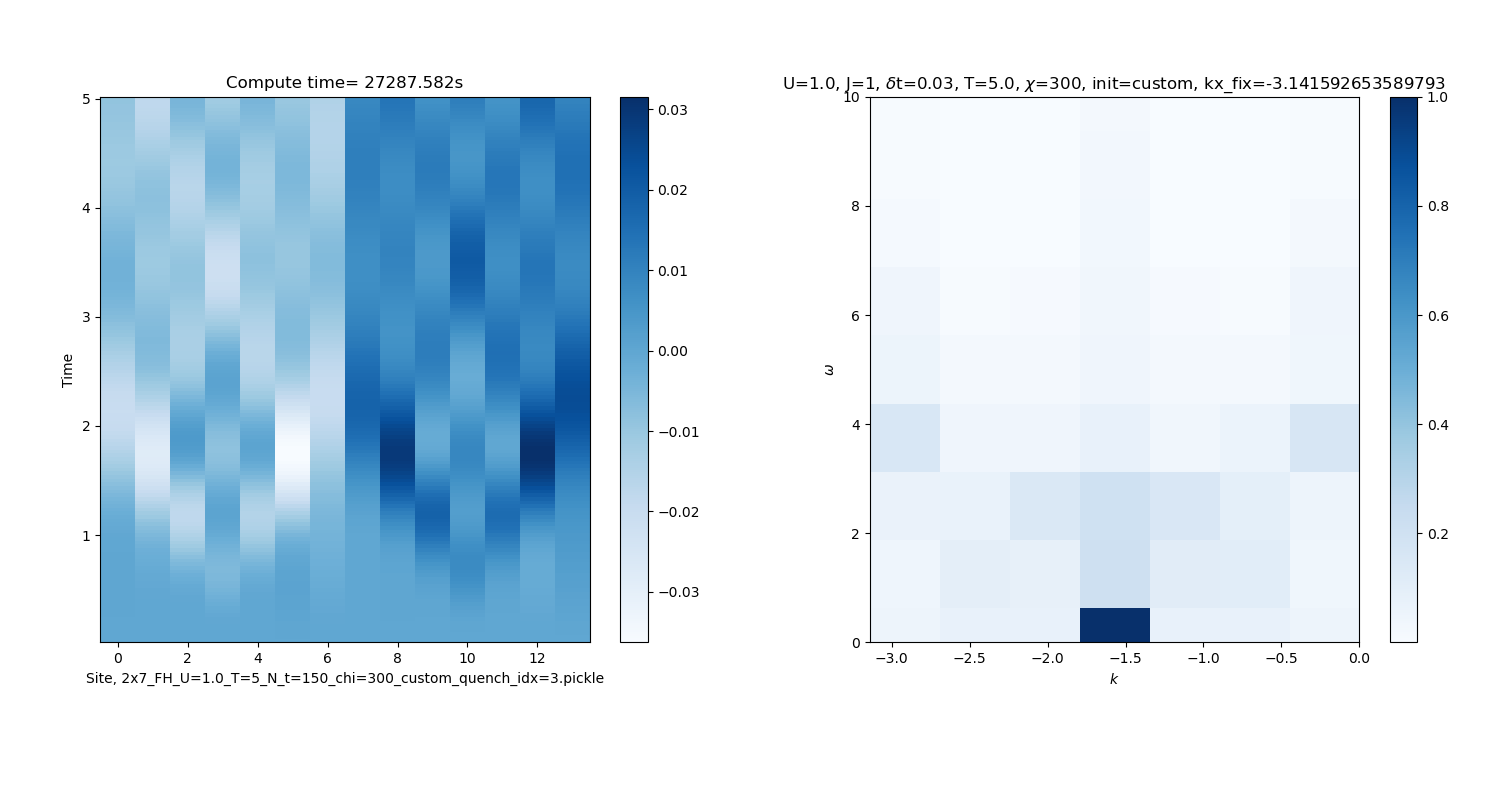 Compute time= 27287.582s
5
4
3
2
1
Time
0 2 4 6 8 10 12
Site, 2x7_FH_U=1.0_T=5_N_t=150_chi=300_custom_quench_idx=3.pickle
0.03
0.02
0.01
0.00
−0.01
−0.02
−0.03
U=1.0, J=1, δt=0.03, T=5.0, χ=300, init=custom, kx_fix=-3.141592653589793
10
8
6
4
2
0
ω
−3.0 −2.5 −2.0 −1.5 −1.0 −0.5 0.0
k
1.0
0.8
0.6
0.4
0.2